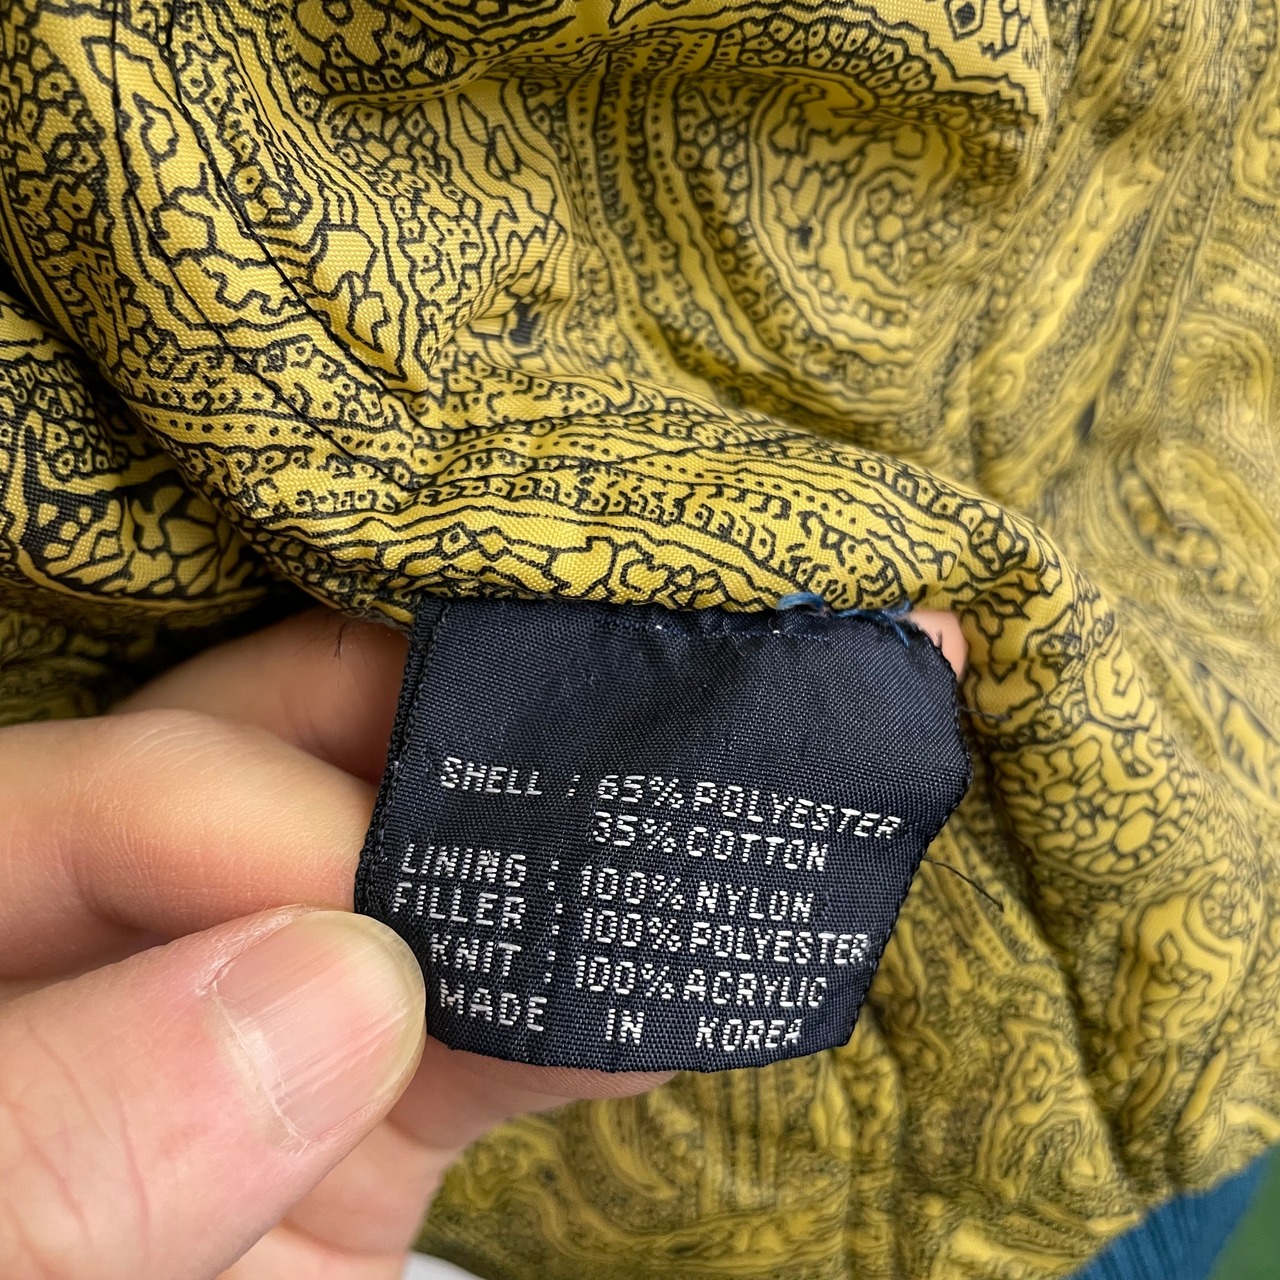 SHELL : 65% POLYESTER
35% COTTON
LINING : 100% NYLON
FILLER : 100% POLYESTER
KNIT : 100% ACRYLIC
MADE IN KOREA